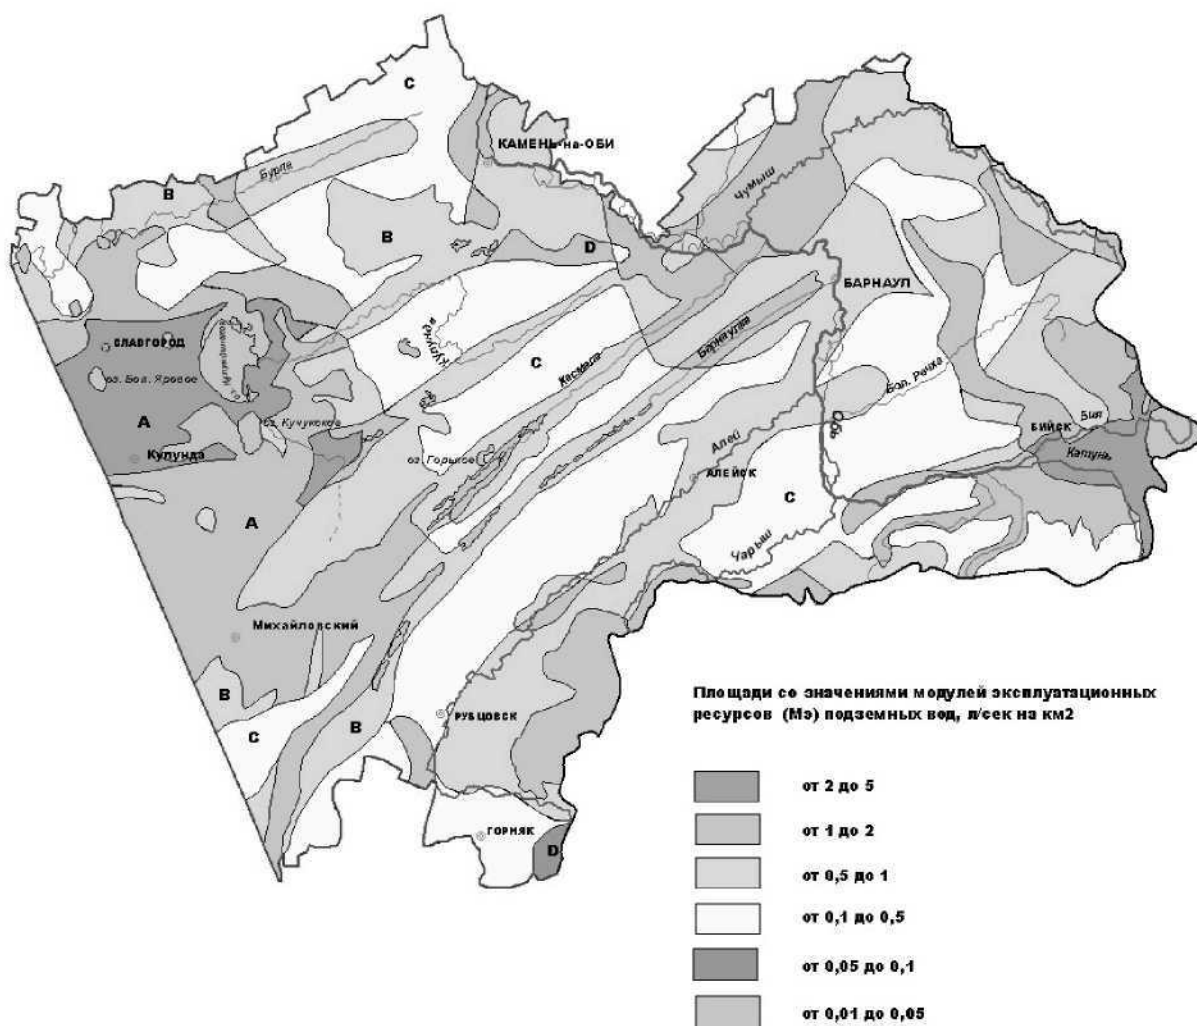 C
КАМЕНЬ-на-ОБИ
Бурла
Чумыш
B
B
D
БАРНАУЛ
СЛАВГОРОД
Кулунда
Барнаулка
C
Касмала
оз. Бол. Яровое
Бол. Речка
A
оз. Кучукское
Обь
Бия
БИЙСК
Алей
Кулунда
оз. Горькое
Катунь
АЛЕЙСК
A
C
Чарыш
Михайловский
B
РУБЦОВСК
B
C
ГОРНЯК
D
Площади со значениями модулей эксплуатационных
ресурсов (Мэ) подземных вод, л/сек на км2
от 2 до 5
от 1 до 2
от 0,5 до 1
от 0,1 до 0,5
от 0,05 до 0,1
от 0,01 до 0,05